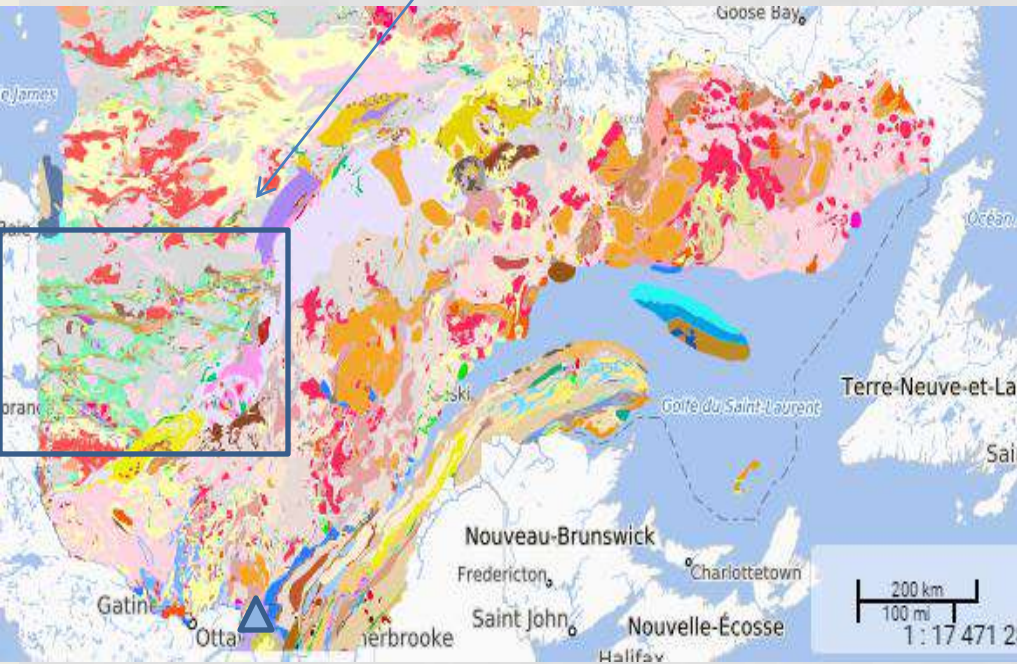 Goose Bay
James
Océan
Terre-Neuve-et-La
Golfe du Saint-Laurent
Sai
Nouveau-Brunswick
Fredericton
Charlottetown
200 km
100 mi
Gatine
Saint John
Nouvelle-Écosse
1 : 17 471 2
Otta
herbrooke
Halifax